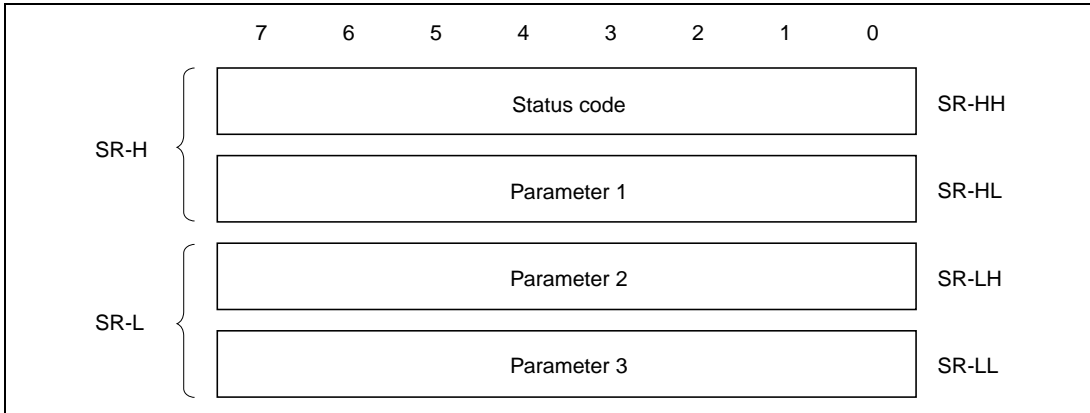 7 6 5 4 3 2 1 0
Status code SR-HH
SR-H
Parameter 1 SR-HL
Parameter 2 SR-LH
SR-L
Parameter 3 SR-LL